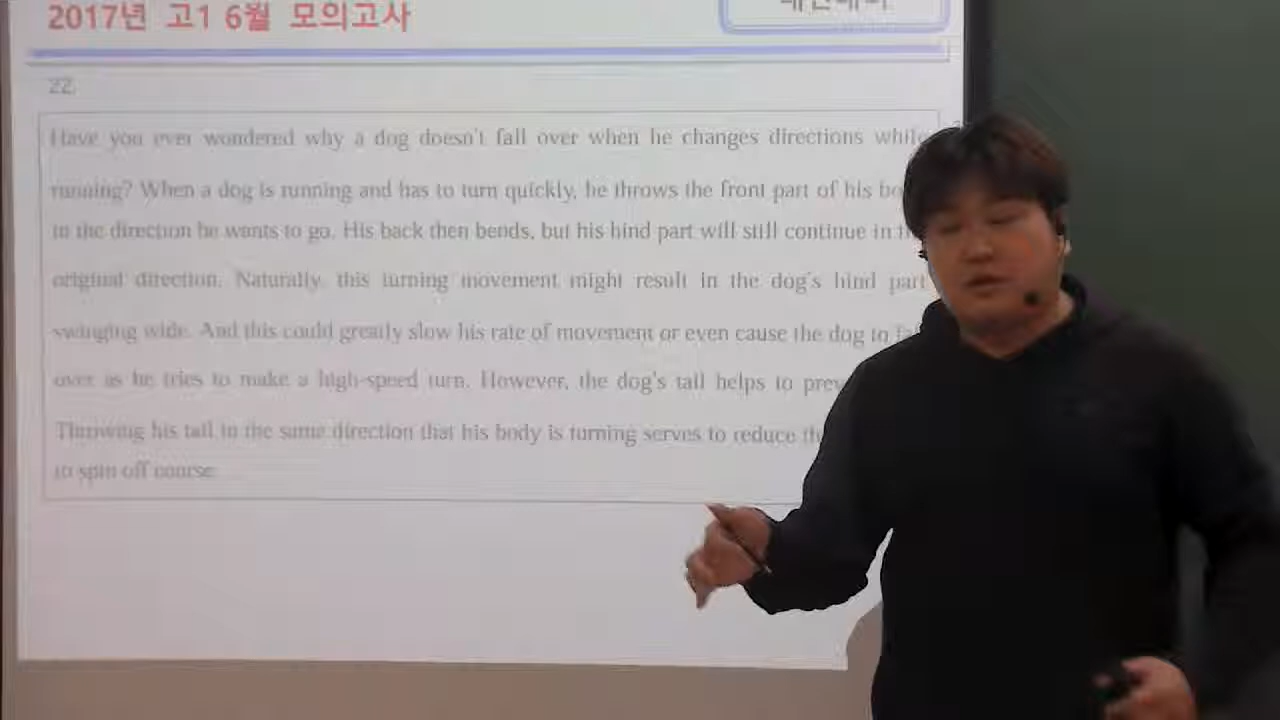 2017년 고1 6월 모의고사
22.
Have you ever wondered why a dog doesn't fall over when he changes directions while
running? When a dog is running and has to turn quickly, he throws the front part of his
in the direction he wants to go. His back then bends, but his hind part will still continue in
original direction. Naturally, this turning movement might result in the dog's hind part
swinging wide. And this could greatly slow his rate of movement or even cause the dog to
over as he tries to make a high-speed turn. However, the dog's tail helps to
Throwing his tail in the same direction that his body is turning serves to reduce
to spin off course.